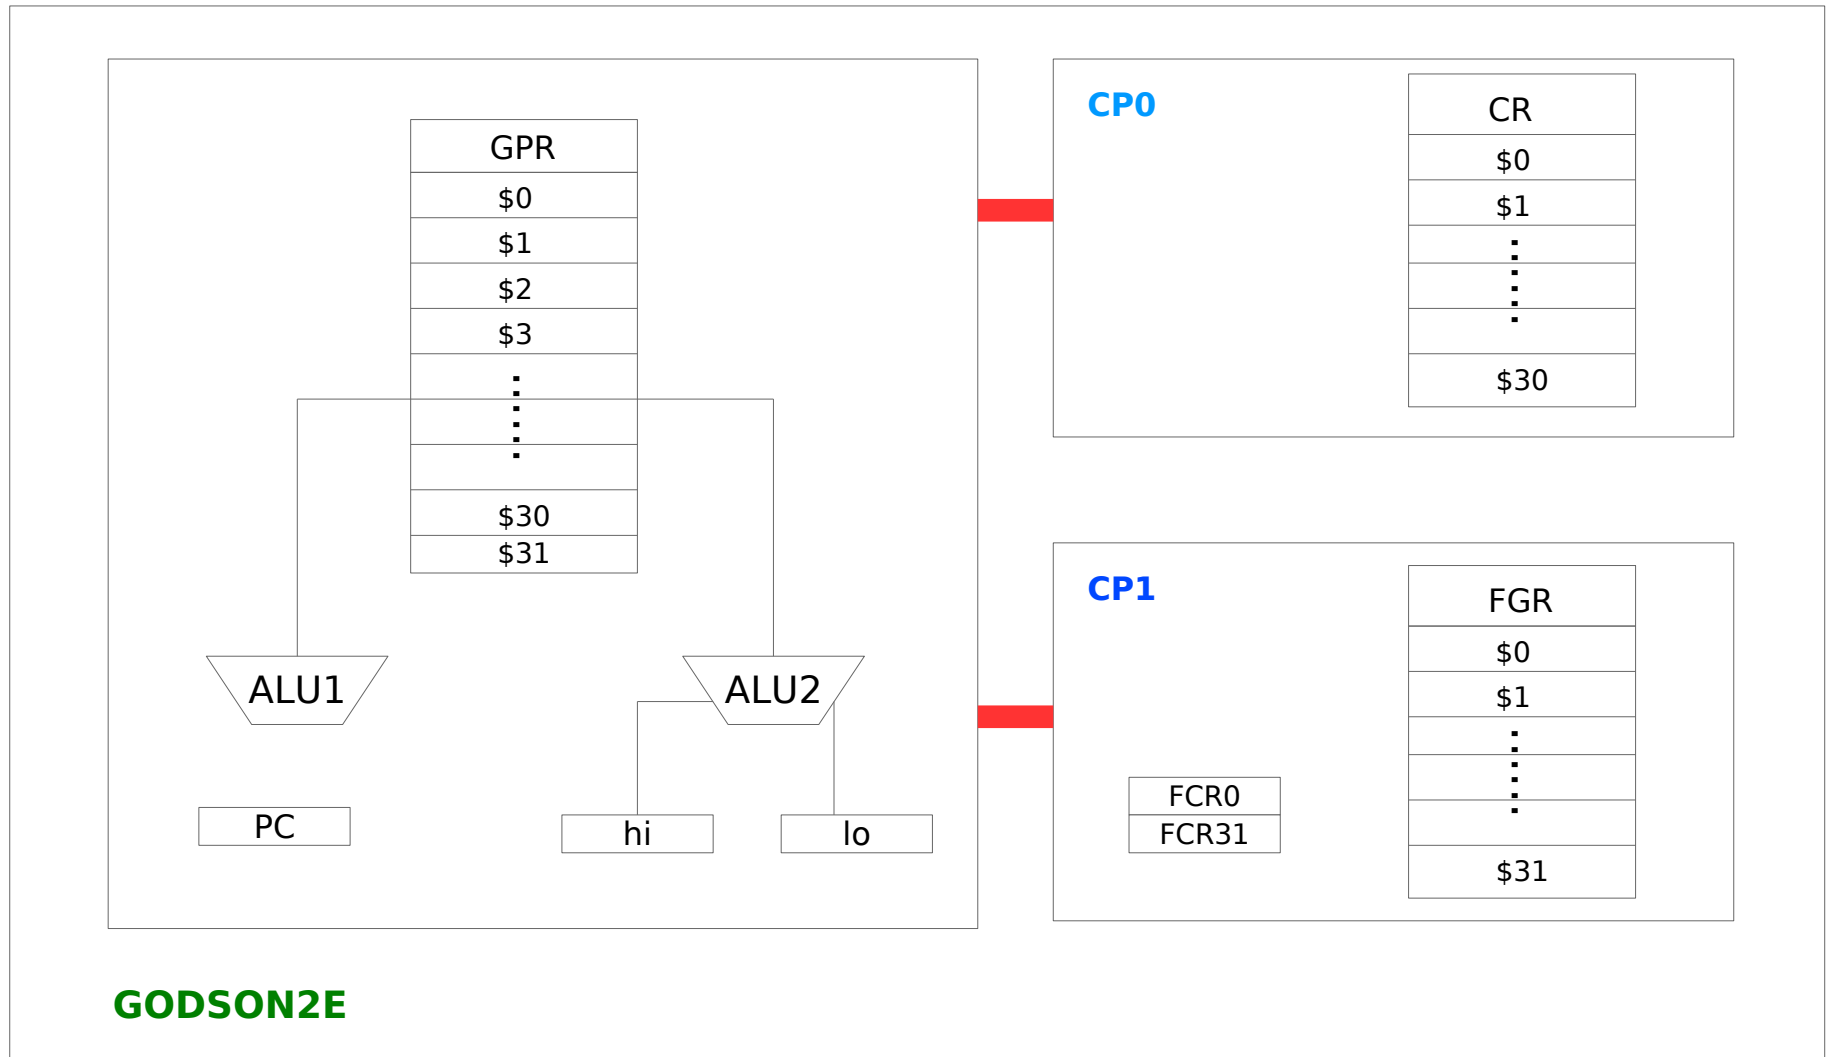 GPR
$0
$1
$2
$3
$30
$31
ALU1
ALU2
PC
hi
lo
CP0
CR
$0
$1
$30
CP1
FGR
$0
$1
$31
FCR0
FCR31
GODSON2E